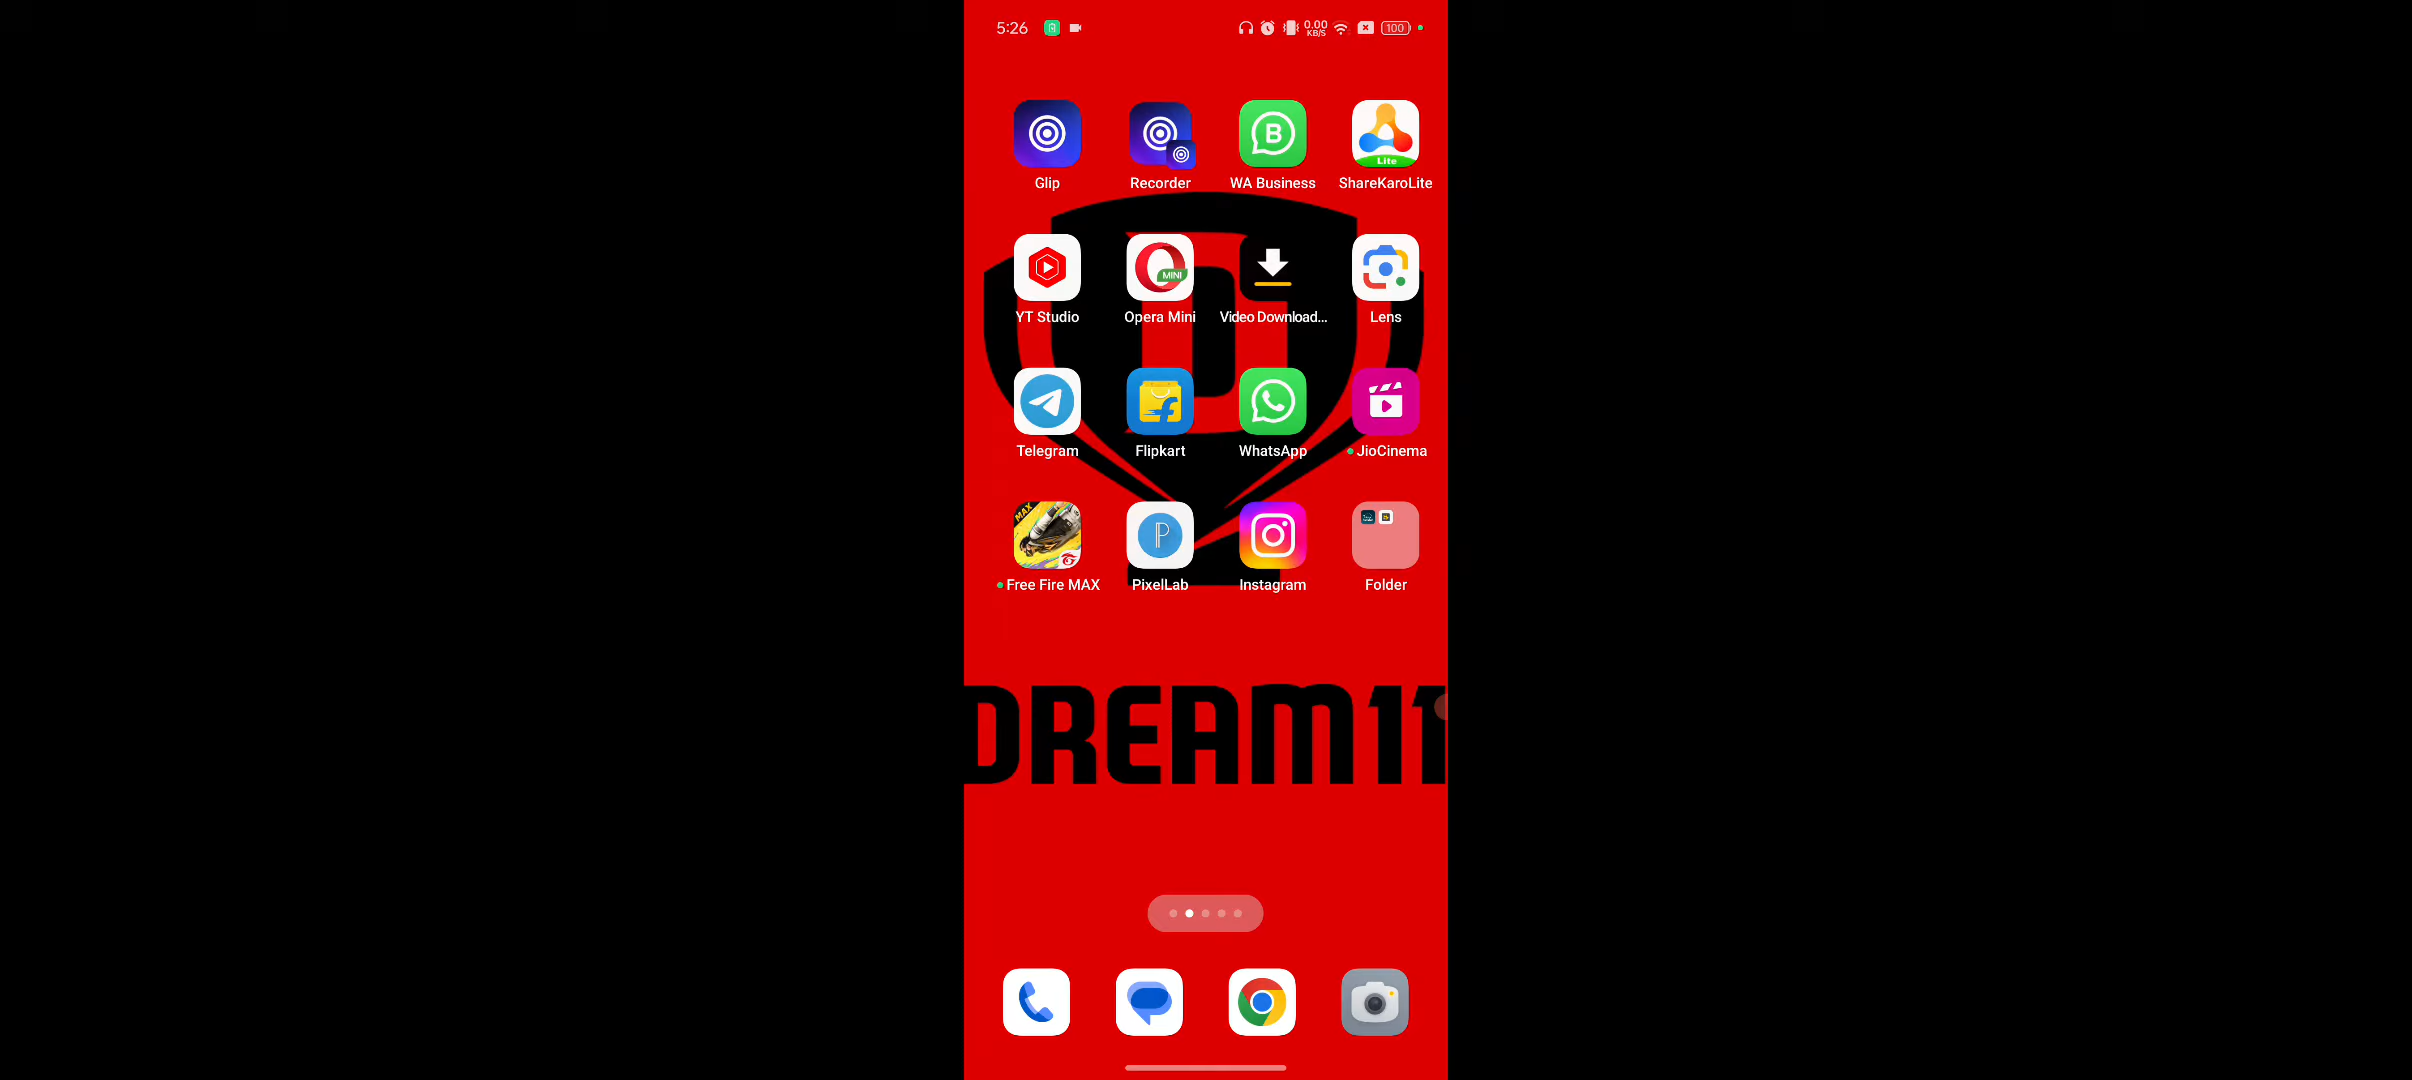 5:26 0.00 KB/S 100
Glip Recorder WA Business ShareKaroLite
B
Lite
MINI
YT Studio Opera Mini Video Download... Lens
Telegram Flipkart WhatsApp JioCinema
MAX
P
Free Fire MAX PixelLab Instagram Folder
DREAM11